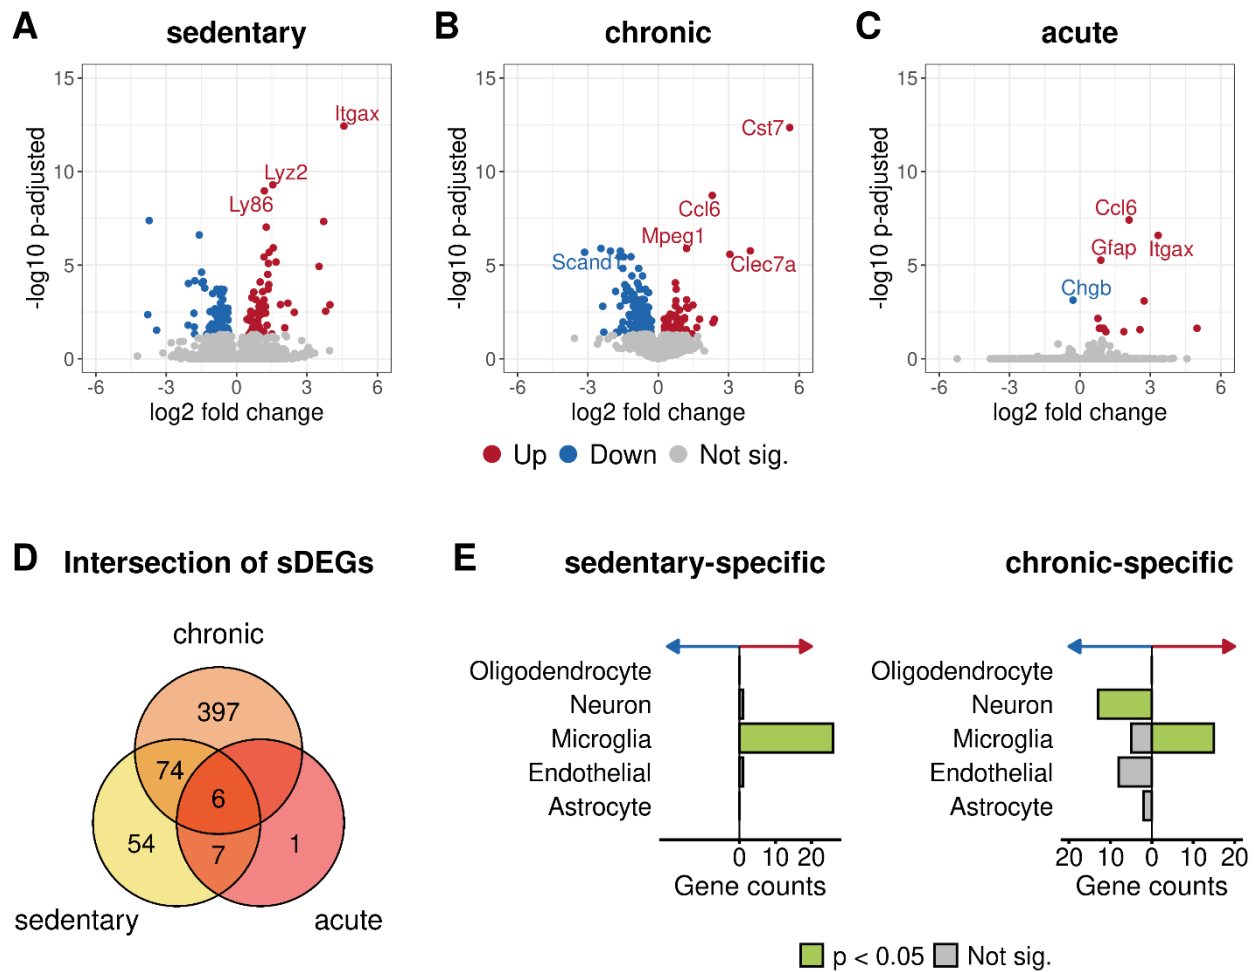 A sedentary
15
10
5
0
-log10 p-adjusted
Itgax
Lyz2
Ly86
-6 -3 0 3 6
log2 fold change
B chronic
15
10
5
0
-log10 p-adjusted
Cst7
Ccl6
Mpeg1
Scand1
Clec7a
-6 -3 0 3 6
log2 fold change
C acute
15
10
5
0
-log10 p-adjusted
Ccl6
Gfap
Itgax
Chgb
-6 -3 0 3 6
log2 fold change
Up Down Not sig.
D Intersection of sDEGs
chronic
397
74
6
54
7
1
sedentary
acute
E sedentary-specific
Oligodendrocyte
Neuron
Microglia
Endothelial
Astrocyte
0 10 20
Gene counts
chronic-specific
Oligodendrocyte
Neuron
Microglia
Endothelial
Astrocyte
20 10 0 10 20
Gene counts
p < 0.05 Not sig.